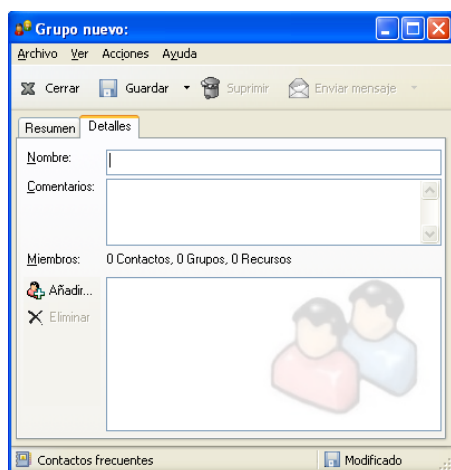 Grupo nuevo:
Archivo Ver Acciones Ayuda
Cerrar Guardar Suprimir Enviar mensaje
Resumen Detalles
Nombre:
Comentarios:
Miembros: 0 Contactos, 0 Grupos, 0 Recursos
Añadir...
Eliminar
Contactos frecuentes Modificado